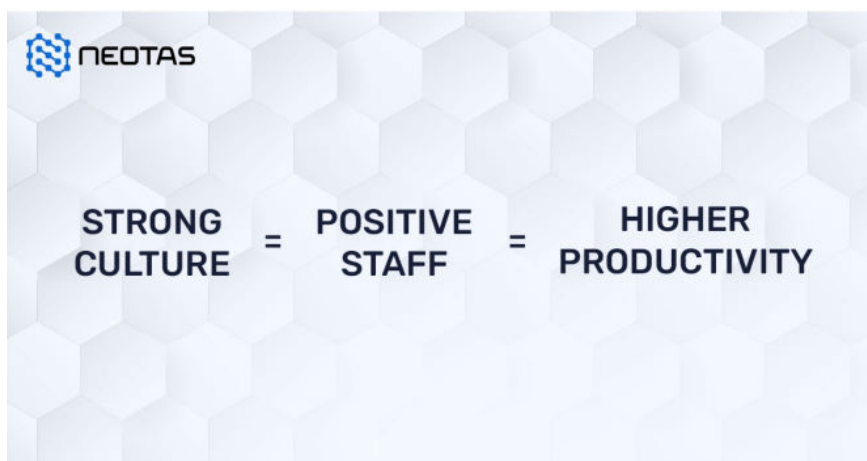 NEOTAS
STRONG
CULTURE
=
POSITIVE
STAFF
=
HIGHER
PRODUCTIVITY